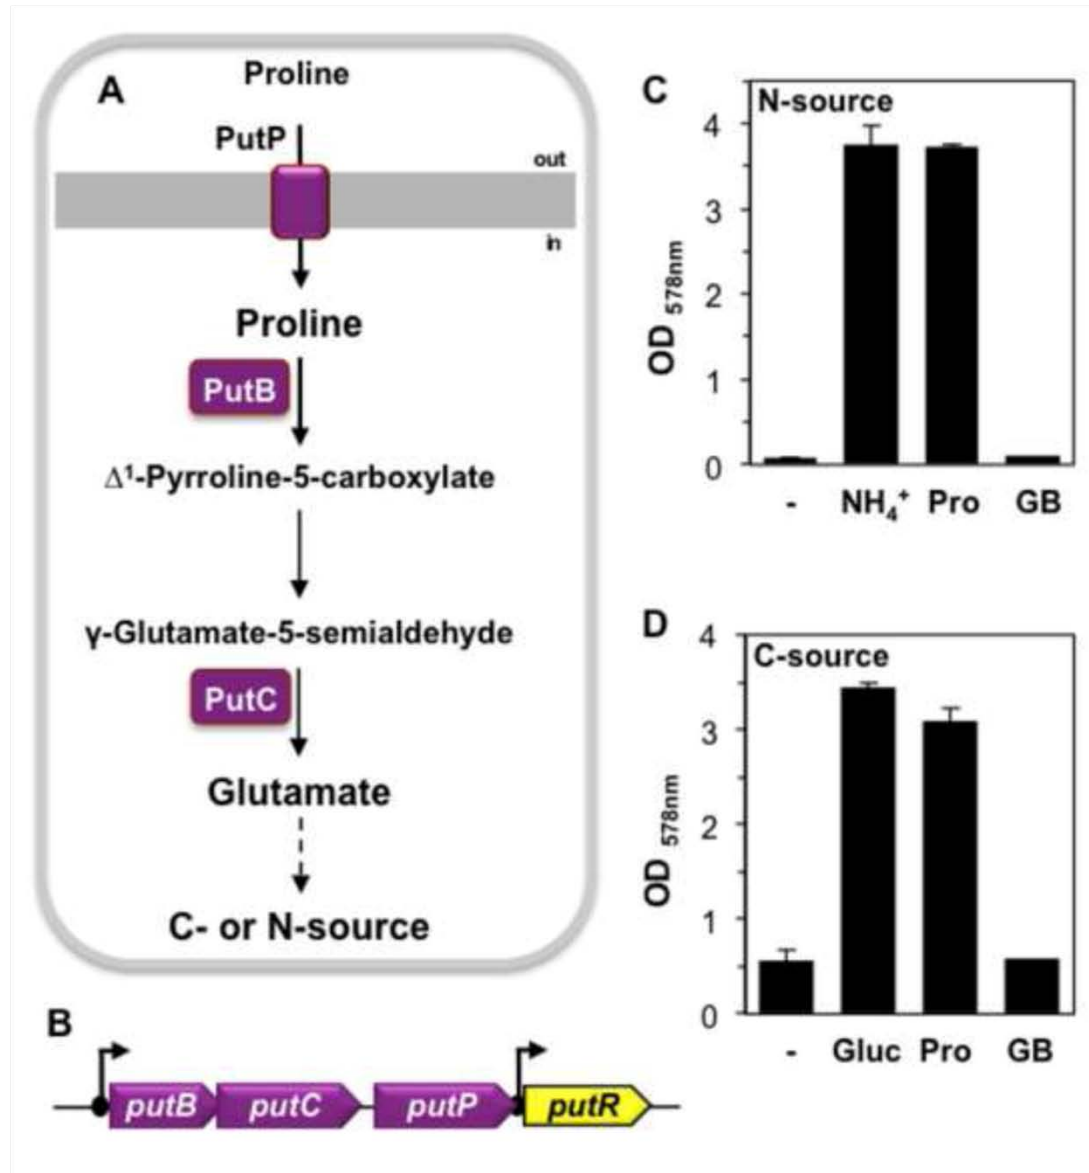 A
Proline
PutP
out
in
Proline
PutB
Δ¹-Pyrroline-5-carboxylate
γ-Glutamate-5-semialdehyde
PutC
Glutamate
C- or N-source
B
putB putC putP putR
C
N-source
4
3
2
1
0
OD 578nm
- NH₄⁺ Pro GB
D
C-source
4
3
2
1
0
OD 578nm
- Gluc Pro GB